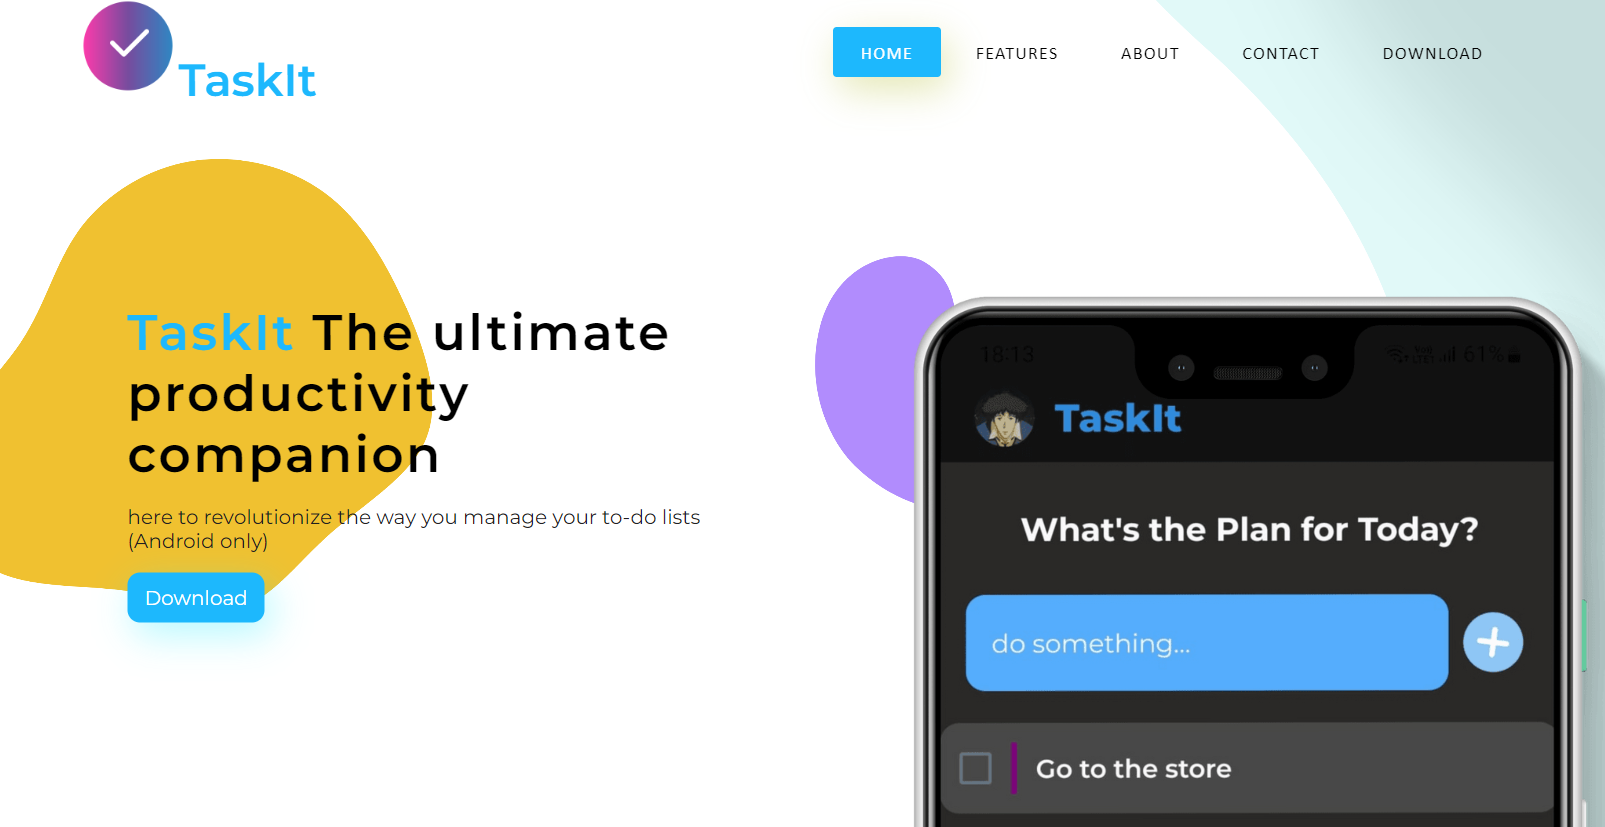 TaskIt
HOME FEATURES ABOUT CONTACT DOWNLOAD
TaskIt The ultimate
productivity
companion
here to revolutionize the way you manage your to-do lists
(Android only)
Download
18:13 61%
TaskIt
What's the Plan for Today?
do something...
Go to the store